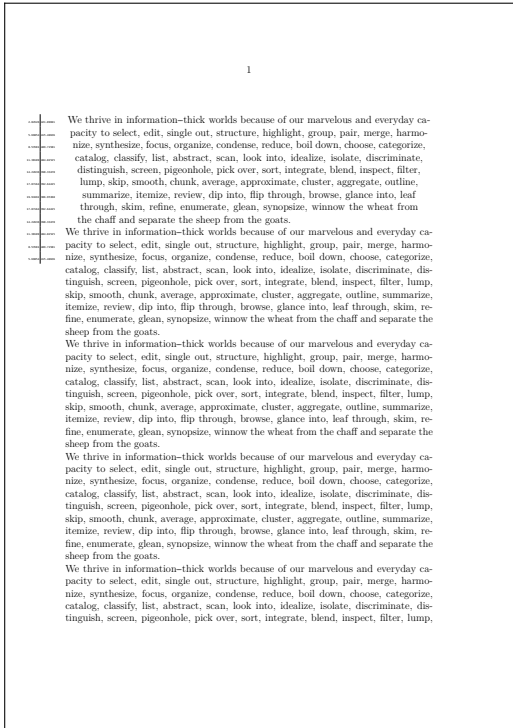 1
We thrive in information–thick worlds because of our marvelous and everyday ca-
pacity to select, edit, single out, structure, highlight, group, pair, merge, harmo-
nize, synthesize, focus, organize, condense, reduce, boil down, choose, categorize,
catalog, classify, list, abstract, scan, look into, idealize, isolate, discriminate,
distinguish, screen, pigeonhole, pick over, sort, integrate, blend, inspect, filter,
lump, skip, smooth, chunk, average, approximate, cluster, aggregate, outline,
summarize, itemize, review, dip into, flip through, browse, glance into, leaf
through, skim, refine, enumerate, glean, synopsize, winnow the wheat from
the chaff and separate the sheep from the goats.
We thrive in information–thick worlds because of our marvelous and everyday ca-
pacity to select, edit, single out, structure, highlight, group, pair, merge, harmo-
nize, synthesize, focus, organize, condense, reduce, boil down, choose, categorize,
catalog, classify, list, abstract, scan, look into, idealize, isolate, discriminate, dis-
tinguish, screen, pigeonhole, pick over, sort, integrate, blend, inspect, filter, lump,
skip, smooth, chunk, average, approximate, cluster, aggregate, outline, summarize,
itemize, review, dip into, flip through, browse, glance into, leaf through, skim, re-
fine, enumerate, glean, synopsize, winnow the wheat from the chaff and separate the
sheep from the goats.
We thrive in information–thick worlds because of our marvelous and everyday ca-
pacity to select, edit, single out, structure, highlight, group, pair, merge, harmo-
nize, synthesize, focus, organize, condense, reduce, boil down, choose, categorize,
catalog, classify, list, abstract, scan, look into, idealize, isolate, discriminate, dis-
tinguish, screen, pigeonhole, pick over, sort, integrate, blend, inspect, filter, lump,
skip, smooth, chunk, average, approximate, cluster, aggregate, outline, summarize,
itemize, review, dip into, flip through, browse, glance into, leaf through, skim, re-
fine, enumerate, glean, synopsize, winnow the wheat from the chaff and separate the
sheep from the goats.
We thrive in information–thick worlds because of our marvelous and everyday ca-
pacity to select, edit, single out, structure, highlight, group, pair, merge, harmo-
nize, synthesize, focus, organize, condense, reduce, boil down, choose, categorize,
catalog, classify, list, abstract, scan, look into, idealize, isolate, discriminate, dis-
tinguish, screen, pigeonhole, pick over, sort, integrate, blend, inspect, filter, lump,
skip, smooth, chunk, average, approximate, cluster, aggregate, outline, summarize,
itemize, review, dip into, flip through, browse, glance into, leaf through, skim, re-
fine, enumerate, glean, synopsize, winnow the wheat from the chaff and separate the
sheep from the goats.
We thrive in information–thick worlds because of our marvelous and everyday ca-
pacity to select, edit, single out, structure, highlight, group, pair, merge, harmo-
nize, synthesize, focus, organize, condense, reduce, boil down, choose, categorize,
catalog, classify, list, abstract, scan, look into, idealize, isolate, discriminate, dis-
tinguish, screen, pigeonhole, pick over, sort, integrate, blend, inspect, filter, lump,